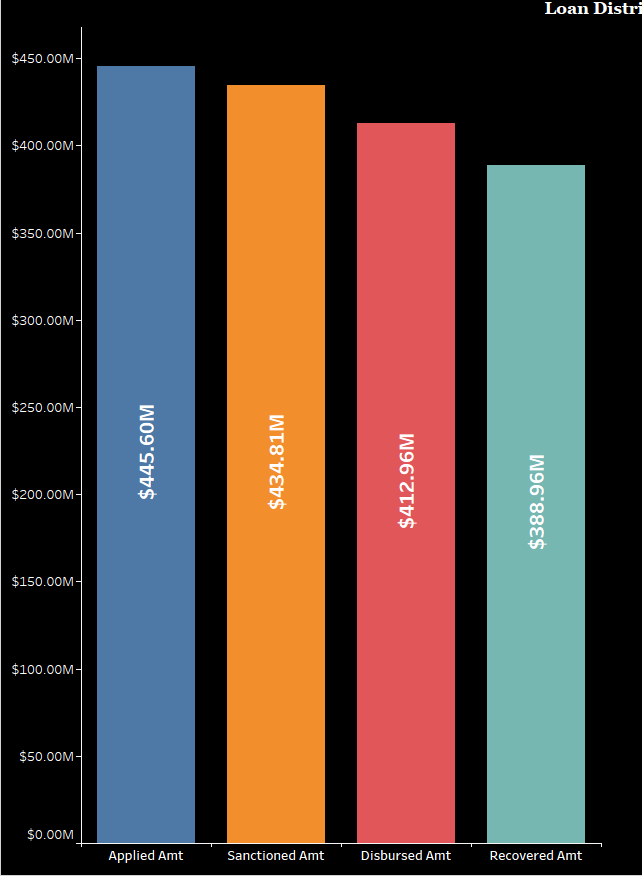 Loan Distri
$450.00M
$400.00M
$350.00M
$300.00M
$250.00M
$200.00M
$150.00M
$100.00M
$50.00M
$0.00M
$445.60M
$434.81M
$412.96M
$388.96M
Applied Amt
Sanctioned Amt
Disbursed Amt
Recovered Amt